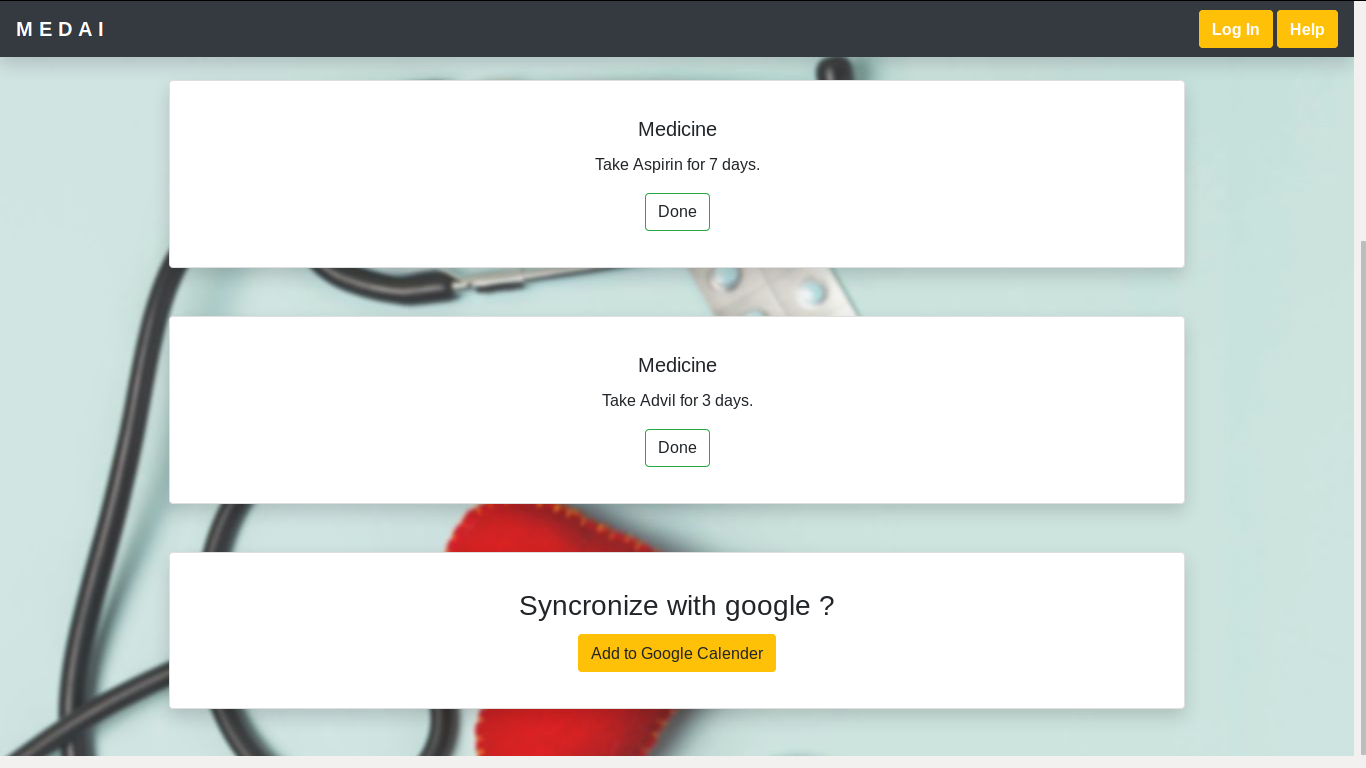 MEDAI
Log In
Help
Medicine
Take Aspirin for 7 days.
Done
Medicine
Take Advil for 3 days.
Done
Syncronize with google ?
Add to Google Calender